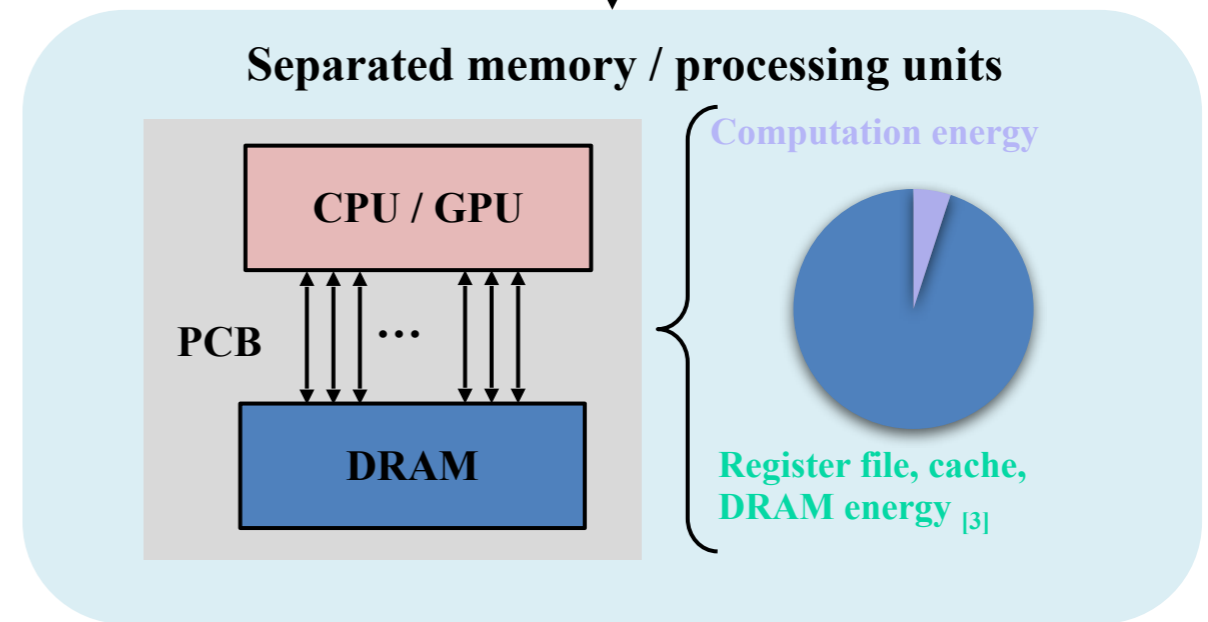 Separated memory / processing units
Computation energy
CPU / GPU
PCB
...
DRAM
Register file, cache,
DRAM energy [3]